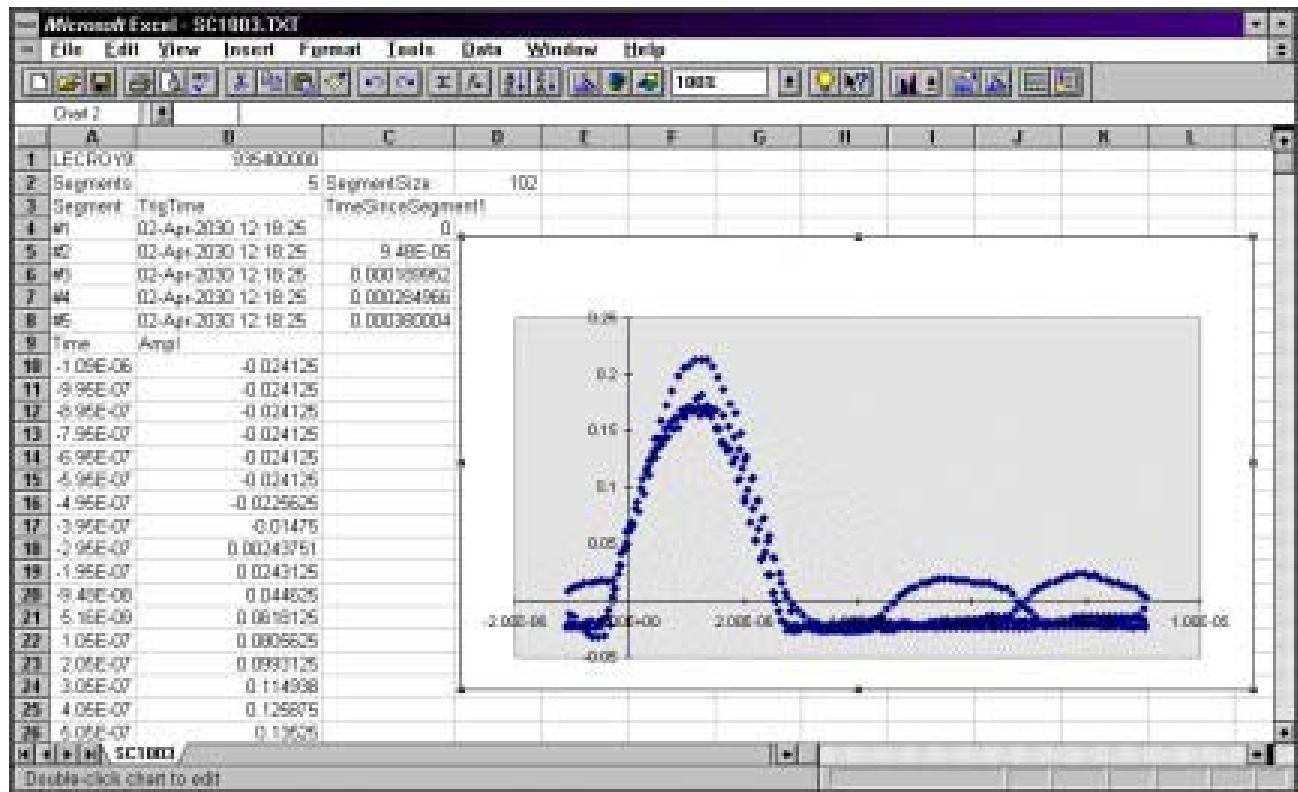 Microsoft Excel - SC1003.TXT
File Edit View Insert Format Tools Data Window Help
100%
Chart 2
A B C D E F G H I J K L
1 LECROY9 935400000
2 Segments 5 SegmentSize 102
3 Segment TrigTime TimeSinceSegment1
4 #1 02-Apr-2030 12:18:25 0
5 #2 02-Apr-2030 12:18:25 9.48E-05
6 #3 02-Apr-2030 12:18:25 0.000189952
7 #4 02-Apr-2030 12:18:25 0.000284966
8 #5 02-Apr-2030 12:18:25 0.000380004
9 Time Ampl
10 -1.09E-06 -0.024125
11 -9.95E-07 -0.024125
12 -8.95E-07 -0.024125
13 -7.95E-07 -0.024125
14 -6.95E-07 -0.024125
15 -5.95E-07 -0.024125
16 -4.95E-07 -0.0225625
17 -3.95E-07 -0.01475
18 -2.95E-07 0.00243751
19 -1.95E-07 0.0243125
20 -9.48E-08 0.044625
21 5.16E-09 0.0618125
22 1.05E-07 0.0805625
23 2.05E-07 0.0993125
24 3.05E-07 0.114938
25 4.05E-07 0.125875
26 5.05E-07 0.13525
0.25
0.2
0.15
0.1
0.05
-2.00E-06 2.00E-06 1.00E-05
-0.05
SC1003
Double-click chart to edit